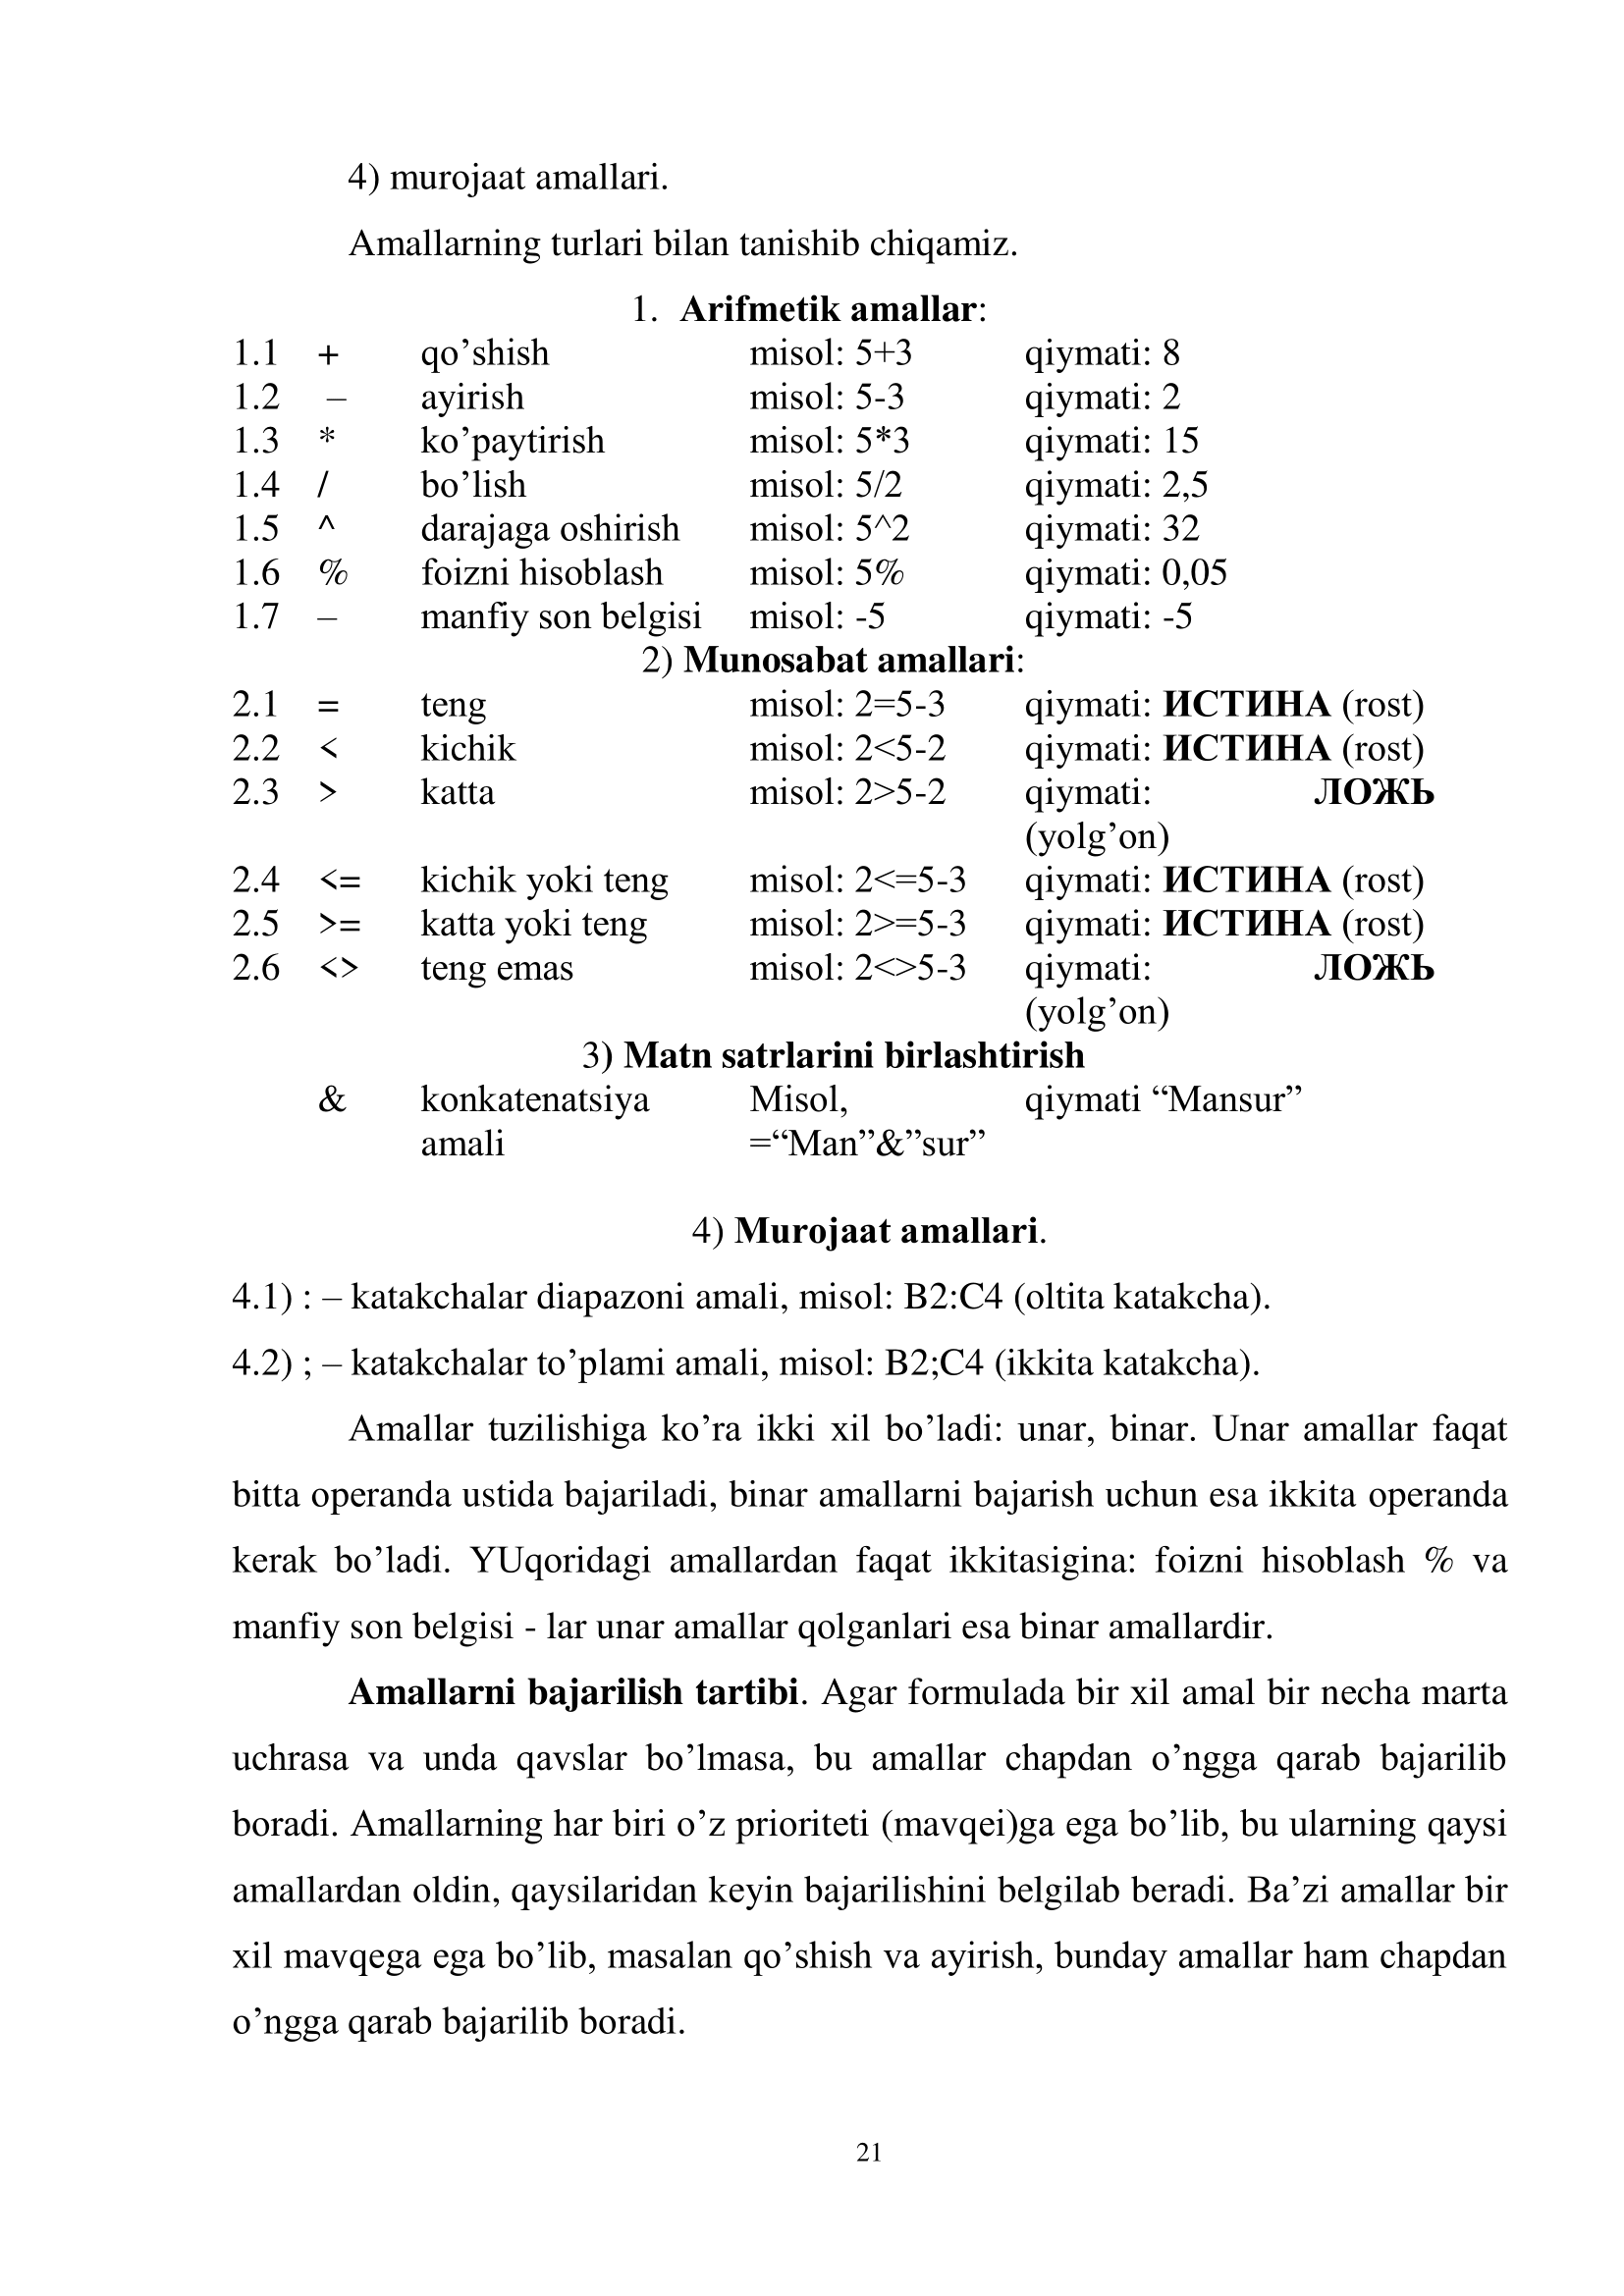 4) murojaat amallari.
Amallarning turlari bilan tanishib chiqamiz.
1. Arifmetik amallar:
1.1 + qo’shish misol: 5+3 qiymati: 8
1.2 – ayirish misol: 5-3 qiymati: 2
1.3 * ko’paytirish misol: 5*3 qiymati: 15
1.4 / bo’lish misol: 5/2 qiymati: 2,5
1.5 ^ darajaga oshirish misol: 5^2 qiymati: 32
1.6 % foizni hisoblash misol: 5% qiymati: 0,05
1.7 – manfiy son belgisi misol: -5 qiymati: -5
2) Munosabat amallari:
2.1 = teng misol: 2=5-3 qiymati: ИСТИНА (rost)
2.2 < kichik misol: 2<5-2 qiymati: ИСТИНА (rost)
2.3 > katta misol: 2>5-2 qiymati: ЛОЖЬ
(yolg’on)
2.4 <= kichik yoki teng misol: 2<=5-3 qiymati: ИСТИНА (rost)
2.5 >= katta yoki teng misol: 2>=5-3 qiymati: ИСТИНА (rost)
2.6 <> teng emas misol: 2<>5-3 qiymati: ЛОЖЬ
(yolg’on)
3) Matn satrlarini birlashtirish
& konkatenatsiya Misol, qiymati “Mansur”
amali =“Man”&”sur”
4) Murojaat amallari.
4.1) : – katakchalar diapazoni amali, misol: B2:C4 (oltita katakcha).
4.2) ; – katakchalar to’plami amali, misol: B2;C4 (ikkita katakcha).
Amallar tuzilishiga ko’ra ikki xil bo’ladi: unar, binar. Unar amallar faqat
bitta operanda ustida bajariladi, binar amallarni bajarish uchun esa ikkita operanda
kerak bo’ladi. YUqoridagi amallardan faqat ikkitasigina: foizni hisoblash % va
manfiy son belgisi - lar unar amallar qolganlari esa binar amallardir.
Amallarni bajarilish tartibi. Agar formulada bir xil amal bir necha marta
uchrasa va unda qavslar bo’lmasa, bu amallar chapdan o’ngga qarab bajarilib
boradi. Amallarning har biri o’z prioriteti (mavqei)ga ega bo’lib, bu ularning qaysi
amallardan oldin, qaysilaridan keyin bajarilishini belgilab beradi. Ba’zi amallar bir
xil mavqega ega bo’lib, masalan qo’shish va ayirish, bunday amallar ham chapdan
o’ngga qarab bajarilib boradi.
21